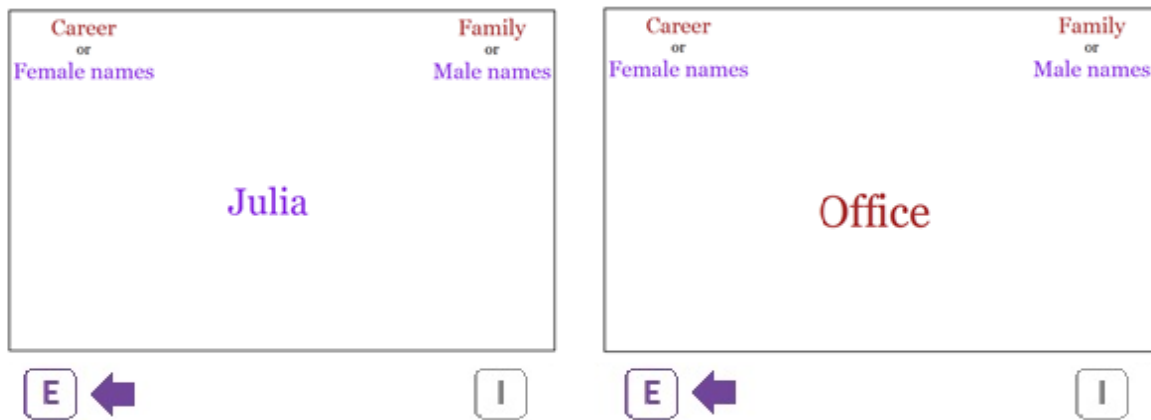 Career
or
Female names
Family
or
Male names
Julia
E
I
Career
or
Female names
Family
or
Male names
Office
E
I